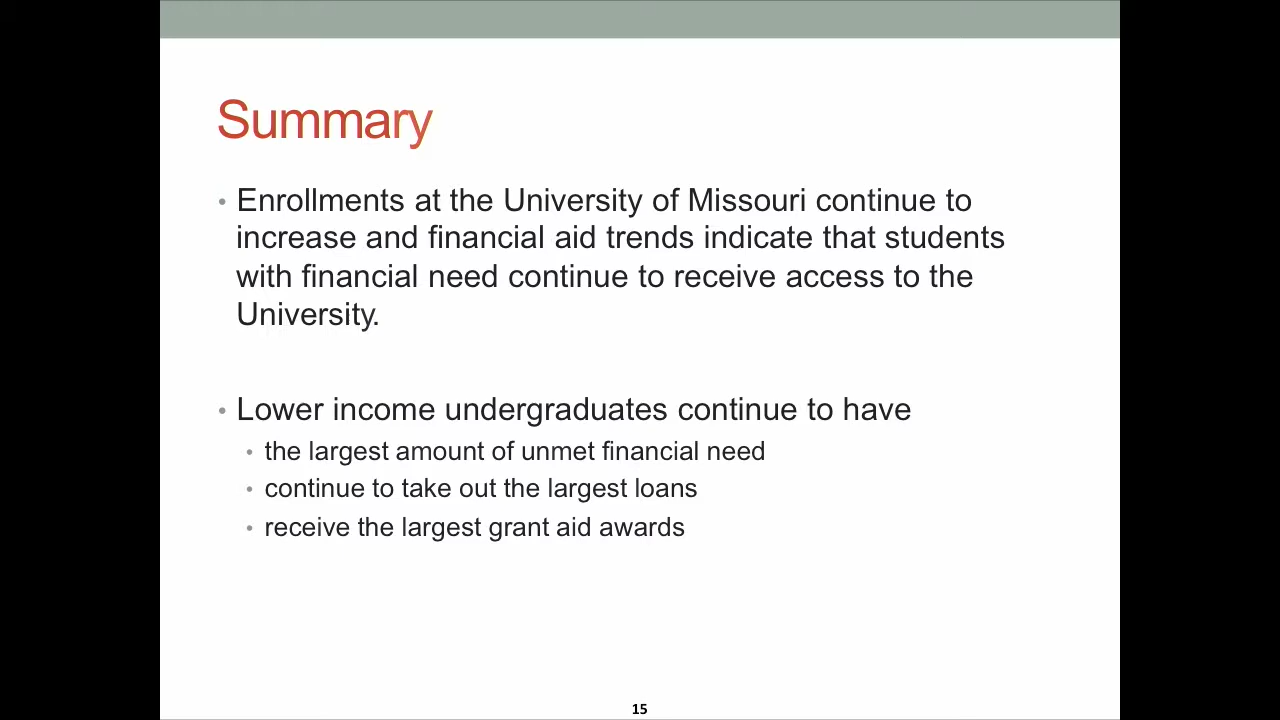 Summary
• Enrollments at the University of Missouri continue to
increase and financial aid trends indicate that students
with financial need continue to receive access to the
University.
• Lower income undergraduates continue to have
• the largest amount of unmet financial need
• continue to take out the largest loans
• receive the largest grant aid awards
15